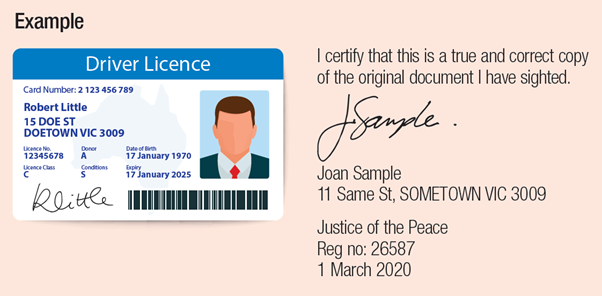 Example
Driver Licence
Card Number: 2 123 456 789
Robert Little
15 DOE ST
DOETOWN VIC 3009
Licence No. Donor Date of Birth
12345678 A 17 January 1970
Licence Class Conditions Expiry
C S 17 January 2025
RLittle
I certify that this is a true and correct copy
of the original document I have sighted.
J.Sample.
Joan Sample
11 Same St, SOMETOWN VIC 3009
Justice of the Peace
Reg no: 26587
1 March 2020